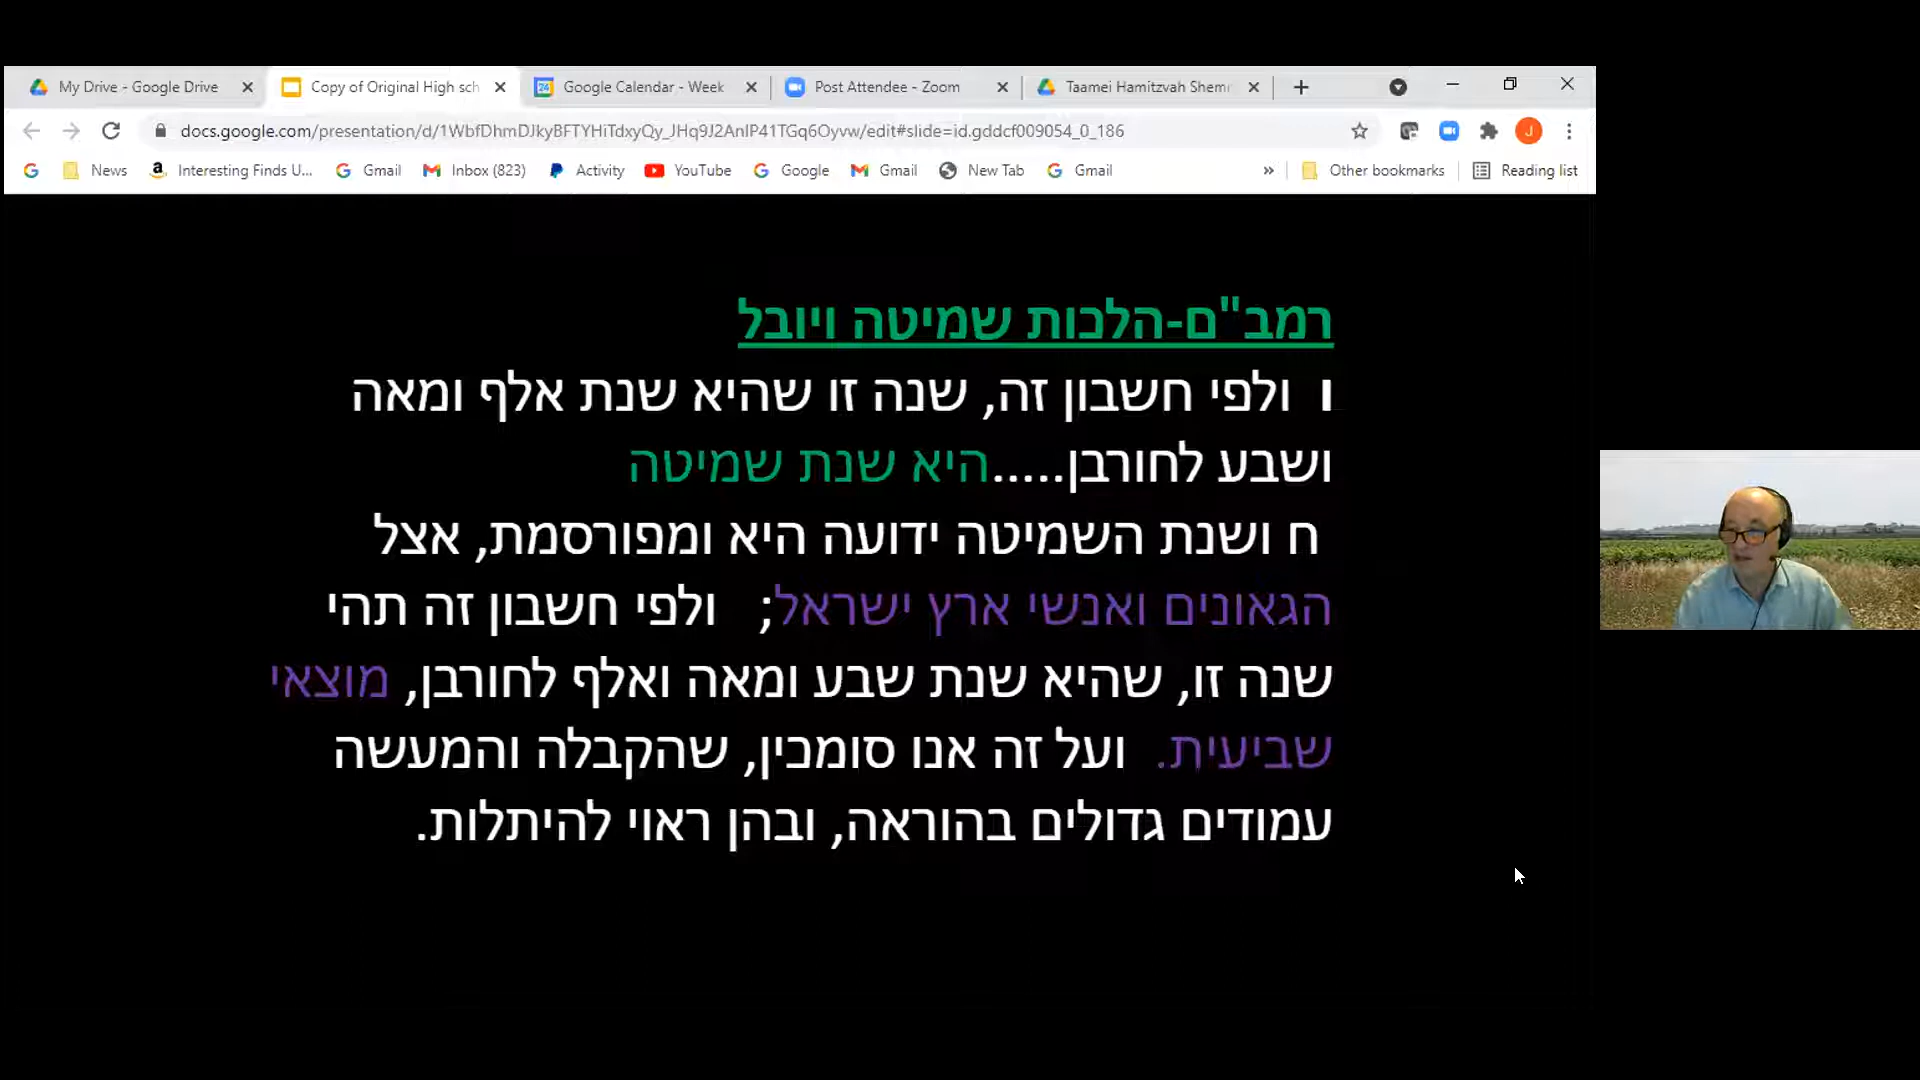 My Drive - Google Drive
Copy of Original High sch
Google Calendar - Week
Post Attendee - Zoom
Taamei Hamitzvah Shemi
docs.google.com/presentation/d/1WbfDhmDJkyBFTYHiTdxyQy_JHq9J2AnlP41TGq6Oyvw/edit#slide=id.gddcf009054_0_186
J
News
Interesting Finds U...
Gmail
Inbox (823)
Activity
YouTube
Google
Gmail
New Tab
Gmail
»
Other bookmarks
Reading list
רמב"ם-הלכות שמיטה ויובל
ו ולפי חשבון זה, שנה זו שהיא שנת אלף ומאה
ושבע לחורבן.....היא שנת שמיטה
ח ושנת השמיטה ידועה היא ומפורסמת, אצל
הגאונים ואנשי ארץ ישראל; ולפי חשבון זה תהי
שנה זו, שהיא שנת שבע ומאה ואלף לחורבן, מוצאי
שביעית. ועל זה אנו סומכין, שהקבלה והמעשה
עמודים גדולים בהוראה, ובהן ראוי להיתלות.